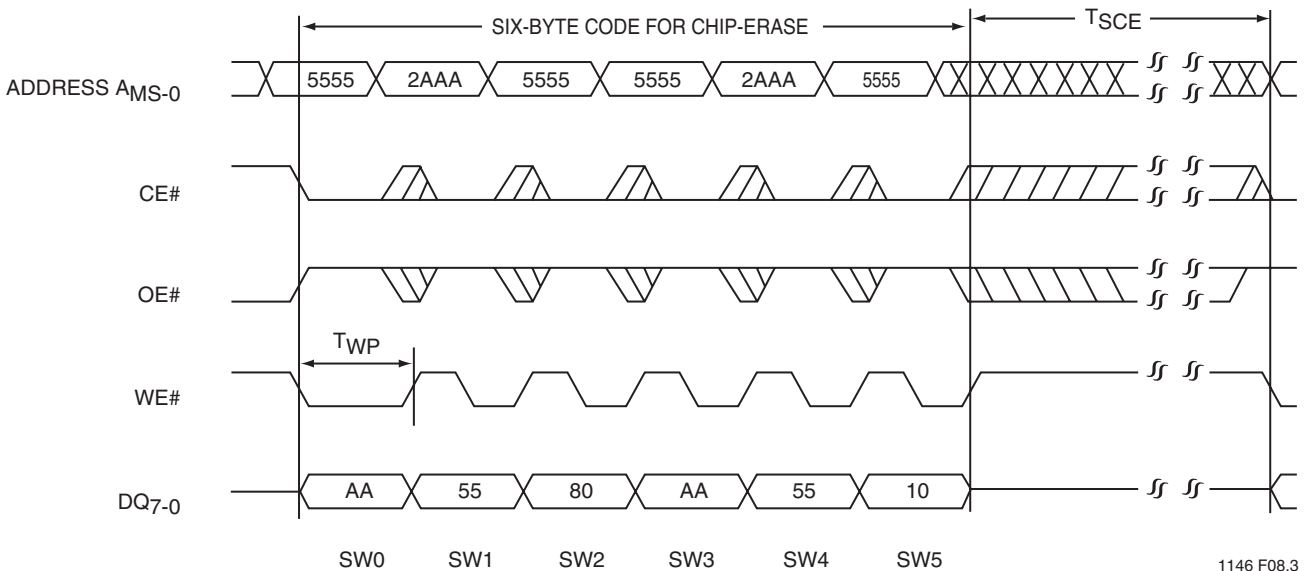 SIX-BYTE CODE FOR CHIP-ERASE TSCE
ADDRESS AMS-0 5555 2AAA 5555 5555 2AAA 5555
CE#
OE#
TWP
WE#
DQ7-0 AA 55 80 AA 55 10
SW0 SW1 SW2 SW3 SW4 SW5
1146 F08.3